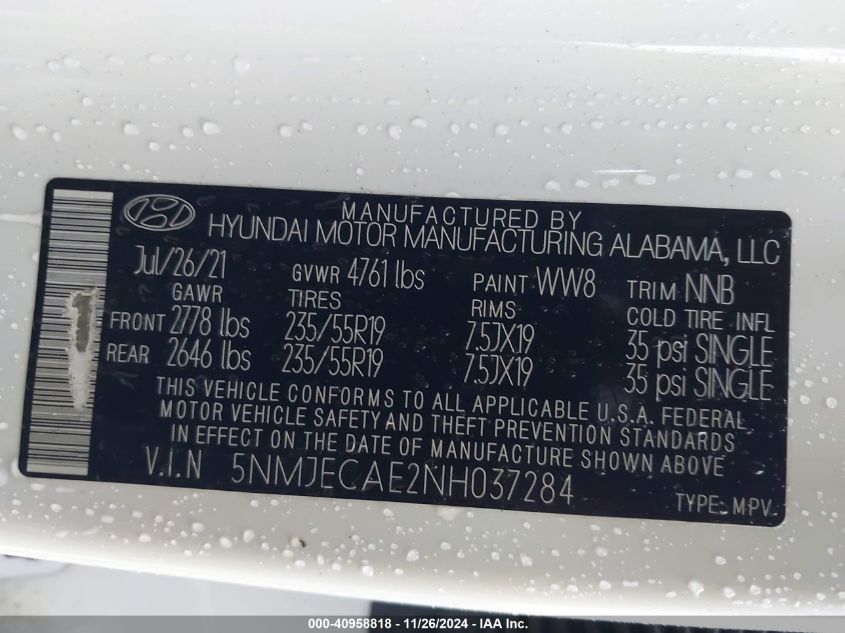 MANUFACTURED BY
HYUNDAI MOTOR MANUFACTURING ALABAMA, LLC
Jul/26/21 GVWR 4761 lbs PAINT WW8 TRIM NNB
GAWR TIRES RIMS COLD TIRE INFL
FRONT 2778 lbs 235/55R19 7.5JX19 35 psi SINGLE
REAR 2646 lbs 235/55R19 7.5JX19 35 psi SINGLE
THIS VEHICLE CONFORMS TO ALL APPLICABLE U.S.A. FEDERAL
MOTOR VEHICLE SAFETY AND THEFT PREVENTION STANDARDS
IN EFFECT ON THE DATE OF MANUFACTURE SHOWN ABOVE.
V.I.N 5NMJECAE2NH037284
TYPE: MPV
000-40958818 - 11/26/2024 - IAA, Inc.